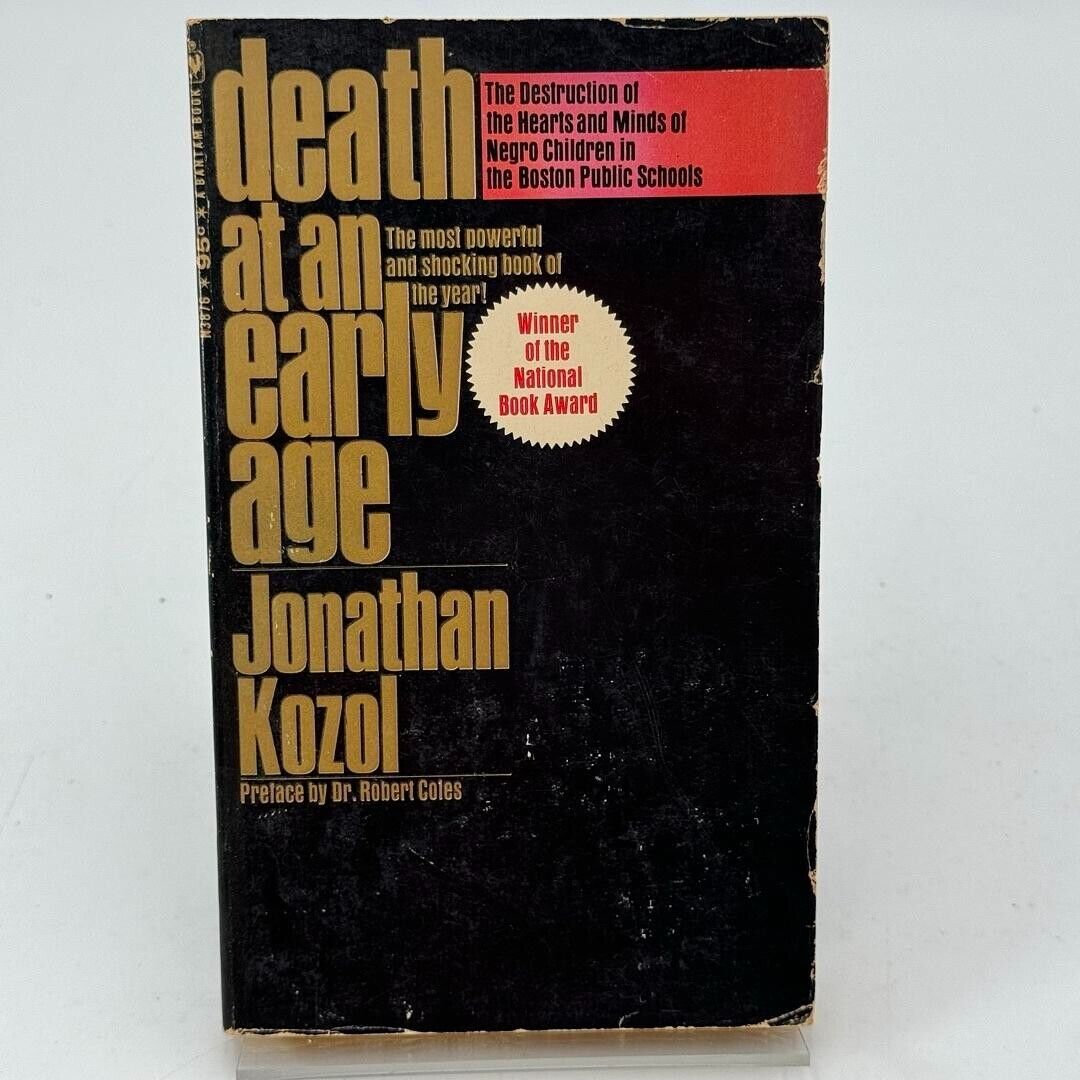 death
at an
early
age
The Destruction of
the Hearts and Minds of
Negro Children in
the Boston Public Schools
The most powerful
and shocking book of
the year!
Winner
of the
National
Book Award
Jonathan
Kozol
Preface by Dr. Robert Coles
N3876 * 95¢ * A BANTAM BOOK